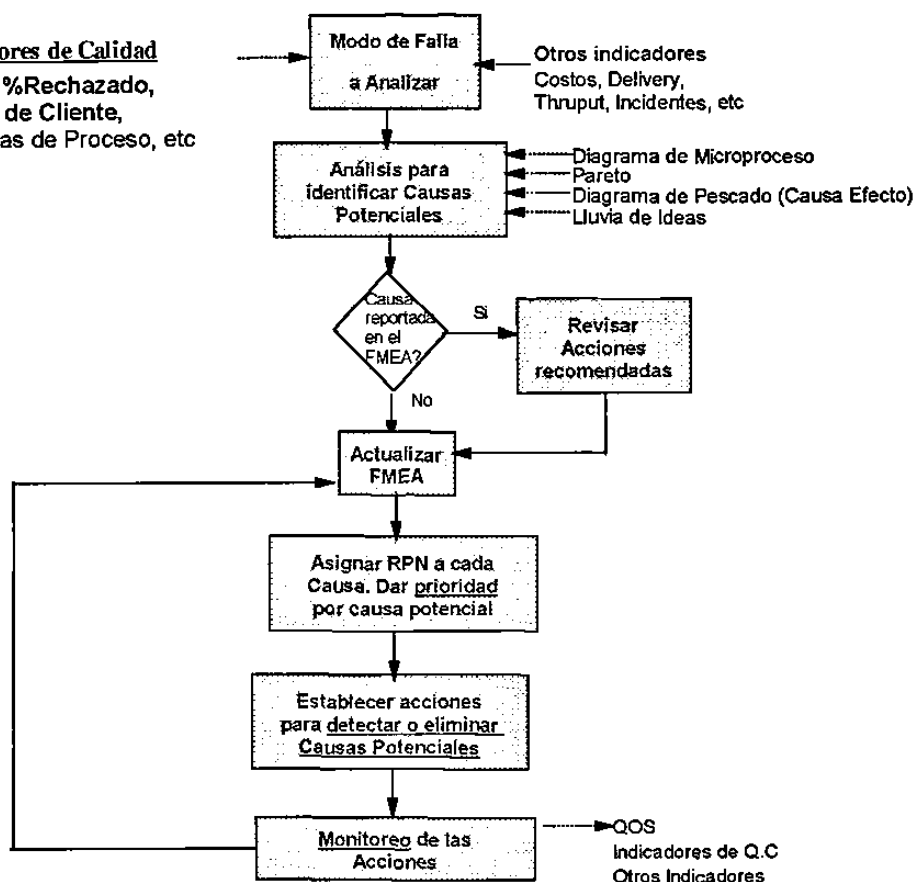 ores de Calidad
%Rechazado,
de Cliente,
as de Proceso, etc
Modo de Falla
a Analizar
Otros indicadores
Costos, Delivery,
Thruput, Incidentes, etc
Análisis para
identificar Causas
Potenciales
Diagrama de Microproceso
Pareto
Diagrama de Pescado (Causa Efecto)
Lluvia de Ideas
Causa
reportada
en el
FMEA?
Si
Revisar
Acciones
recomendadas
No
Actualizar
FMEA
Asignar RPN a cada
Causa. Dar prioridad
por causa potencial
Establecer acciones
para detectar o eliminar
Causas Potenciales
Monitoreo de las
Acciones
QOS
Indicadores de Q.C
Otros Indicadores